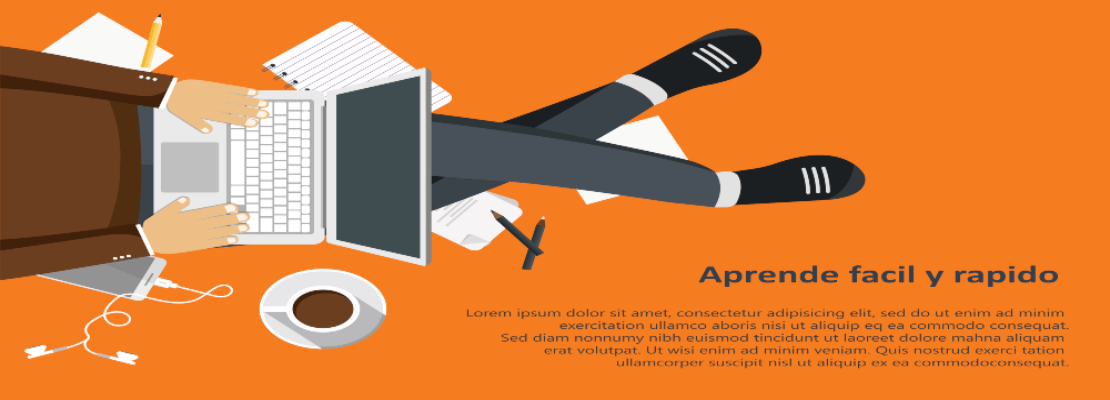 Aprende facil y rapido
Lorem ipsum dolor sit amet, consectetur adipisicing elit, sed do ut enim ad minim
exercitation ullamco aboris nisi ut aliquip eq ea commodo consequat.
Sed diam nonnumy nibh euismod tincidunt ut laoreet dolore mahna aliquam
erat volutpat. Ut wisi enim ad minim veniam. Quis nostrud exerci tation
ullamcorper suscipit nisl ut aliquip ex ea commodoconsequat.